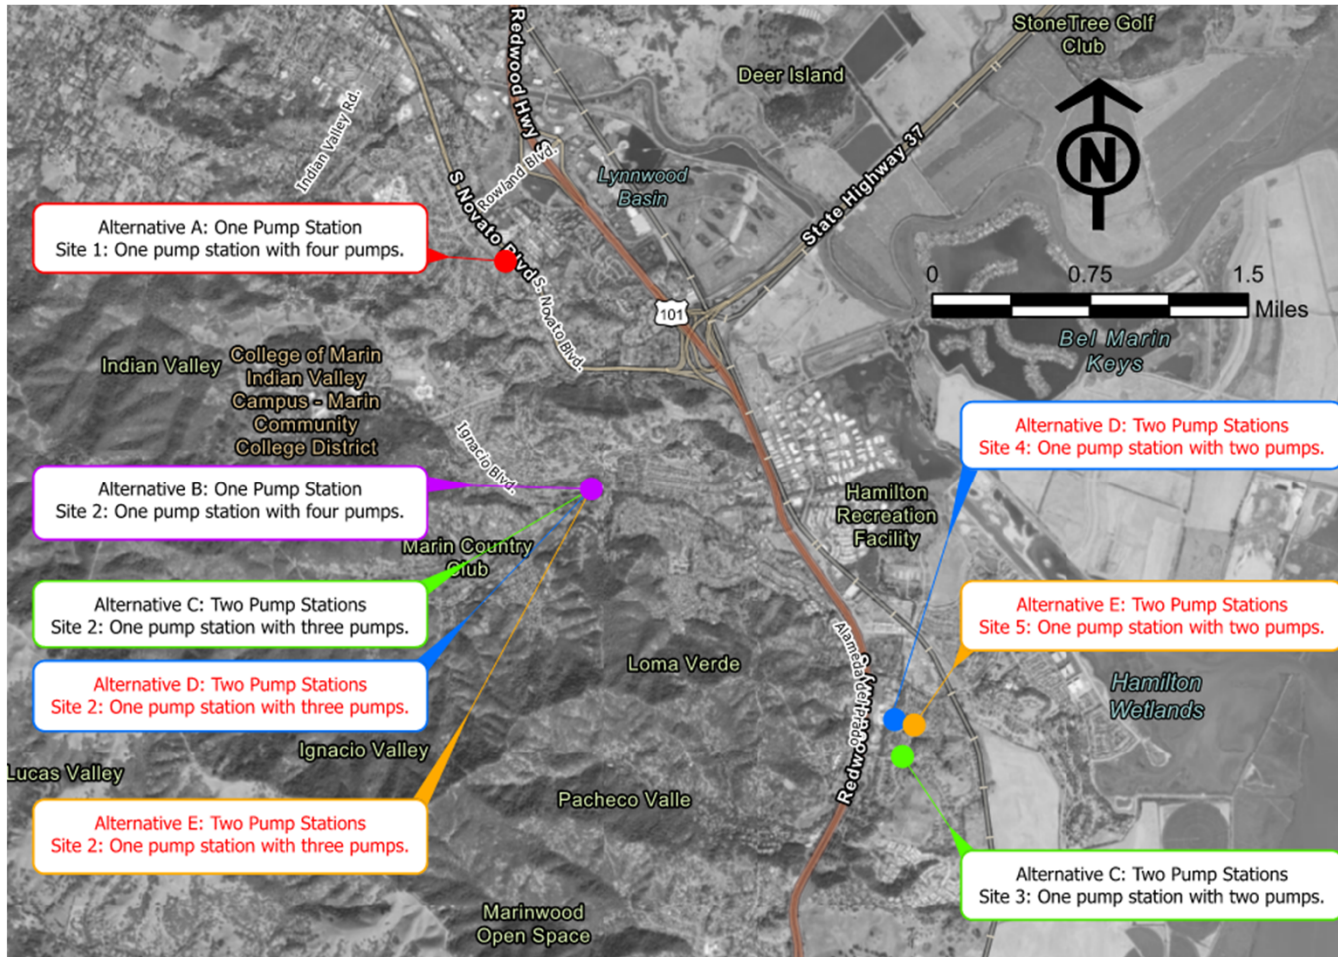 StoneTree Golf
Club
Deer Island
Redwood Hwy S
Indian Valley Rd.
Rowland Blvd.
Lynnwood
Basin
State Highway 37
N
S Novato Blvd
Alternative A: One Pump Station
Site 1: One pump station with four pumps.
0 0.75 1.5
Miles
101
S. Novato Blvd.
Bel Marin
Keys
Indian Valley
College of Marin
Indian Valley
Campus - Marin
Community
College District
Alternative D: Two Pump Stations
Site 4: One pump station with two pumps.
Ignacio Blvd.
Alternative B: One Pump Station
Site 2: One pump station with four pumps.
Hamilton
Recreation
Facility
Marin Country
Club
Alternative C: Two Pump Stations
Site 2: One pump station with three pumps.
Alternative E: Two Pump Stations
Site 5: One pump station with two pumps.
Alameda del Prado
Redwood Hwy S
Loma Verde
Alternative D: Two Pump Stations
Site 2: One pump station with three pumps.
Hamilton
Wetlands
Ignacio Valley
Lucas Valley
Pacheco Valle
Alternative E: Two Pump Stations
Site 2: One pump station with three pumps.
Alternative C: Two Pump Stations
Site 3: One pump station with two pumps.
Marinwood
Open Space